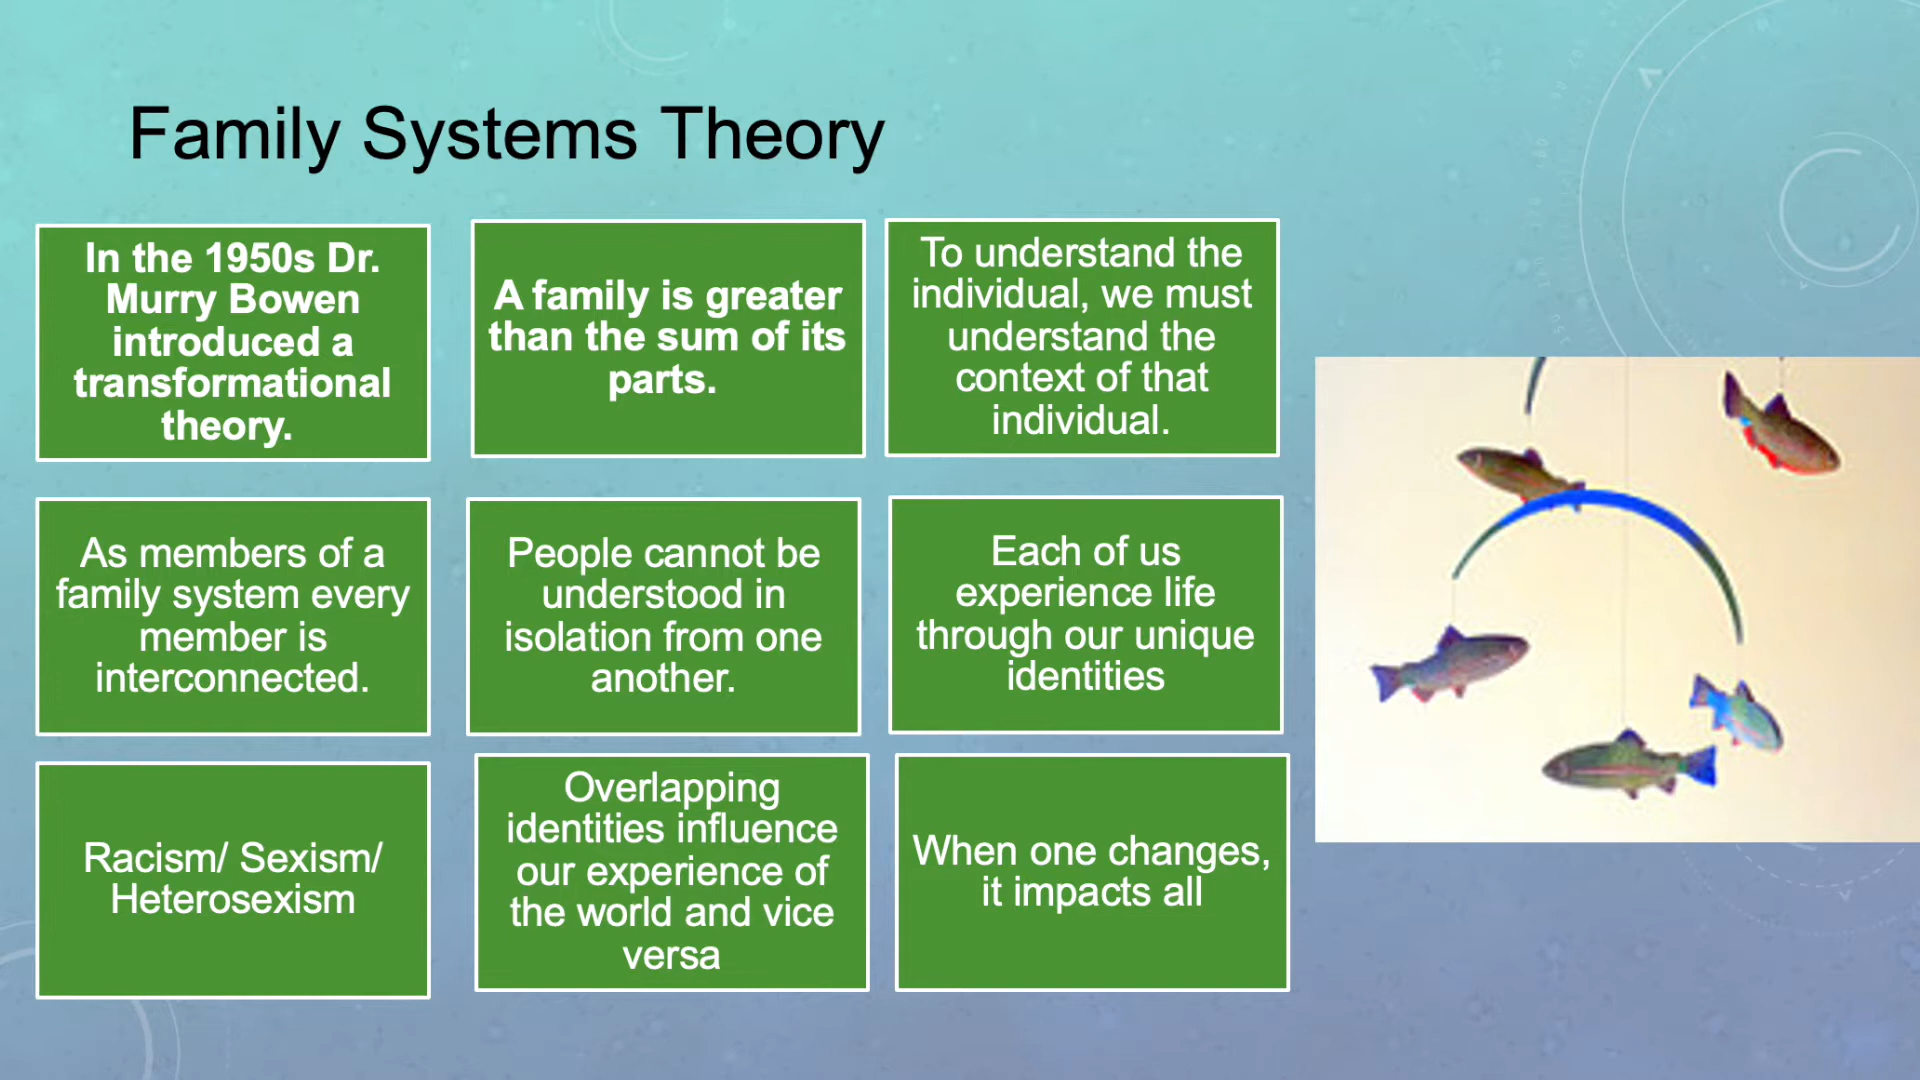 Family Systems Theory
In the 1950s Dr.
Murry Bowen
introduced a
transformational
theory.
A family is greater
than the sum of its
parts.
To understand the
individual, we must
understand the
context of that
individual.
As members of a
family system every
member is
interconnected.
People cannot be
understood in
isolation from one
another.
Each of us
experience life
through our unique
identities
Racism/ Sexism/
Heterosexism
Overlapping
identities influence
our experience of
the world and vice
versa
When one changes,
it impacts all